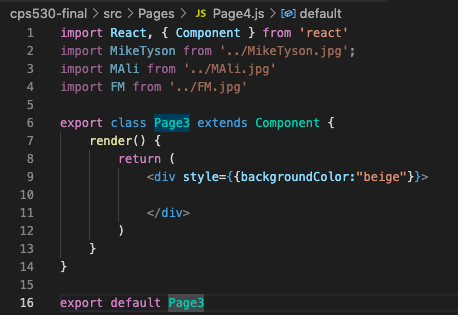 cps530-final > src > Pages > JS Page4.js > default
1 import React, { Component } from 'react'
2 import MikeTyson from '../MikeTyson.jpg';
3 import MAli from '../MAli.jpg'
4 import FM from '../FM.jpg'
5
6 export class Page3 extends Component {
7     render() {
8         return (
9             <div style={{backgroundColor:"beige"}}>
10
11             </div>
12         )
13     }
14 }
15
16 export default Page3